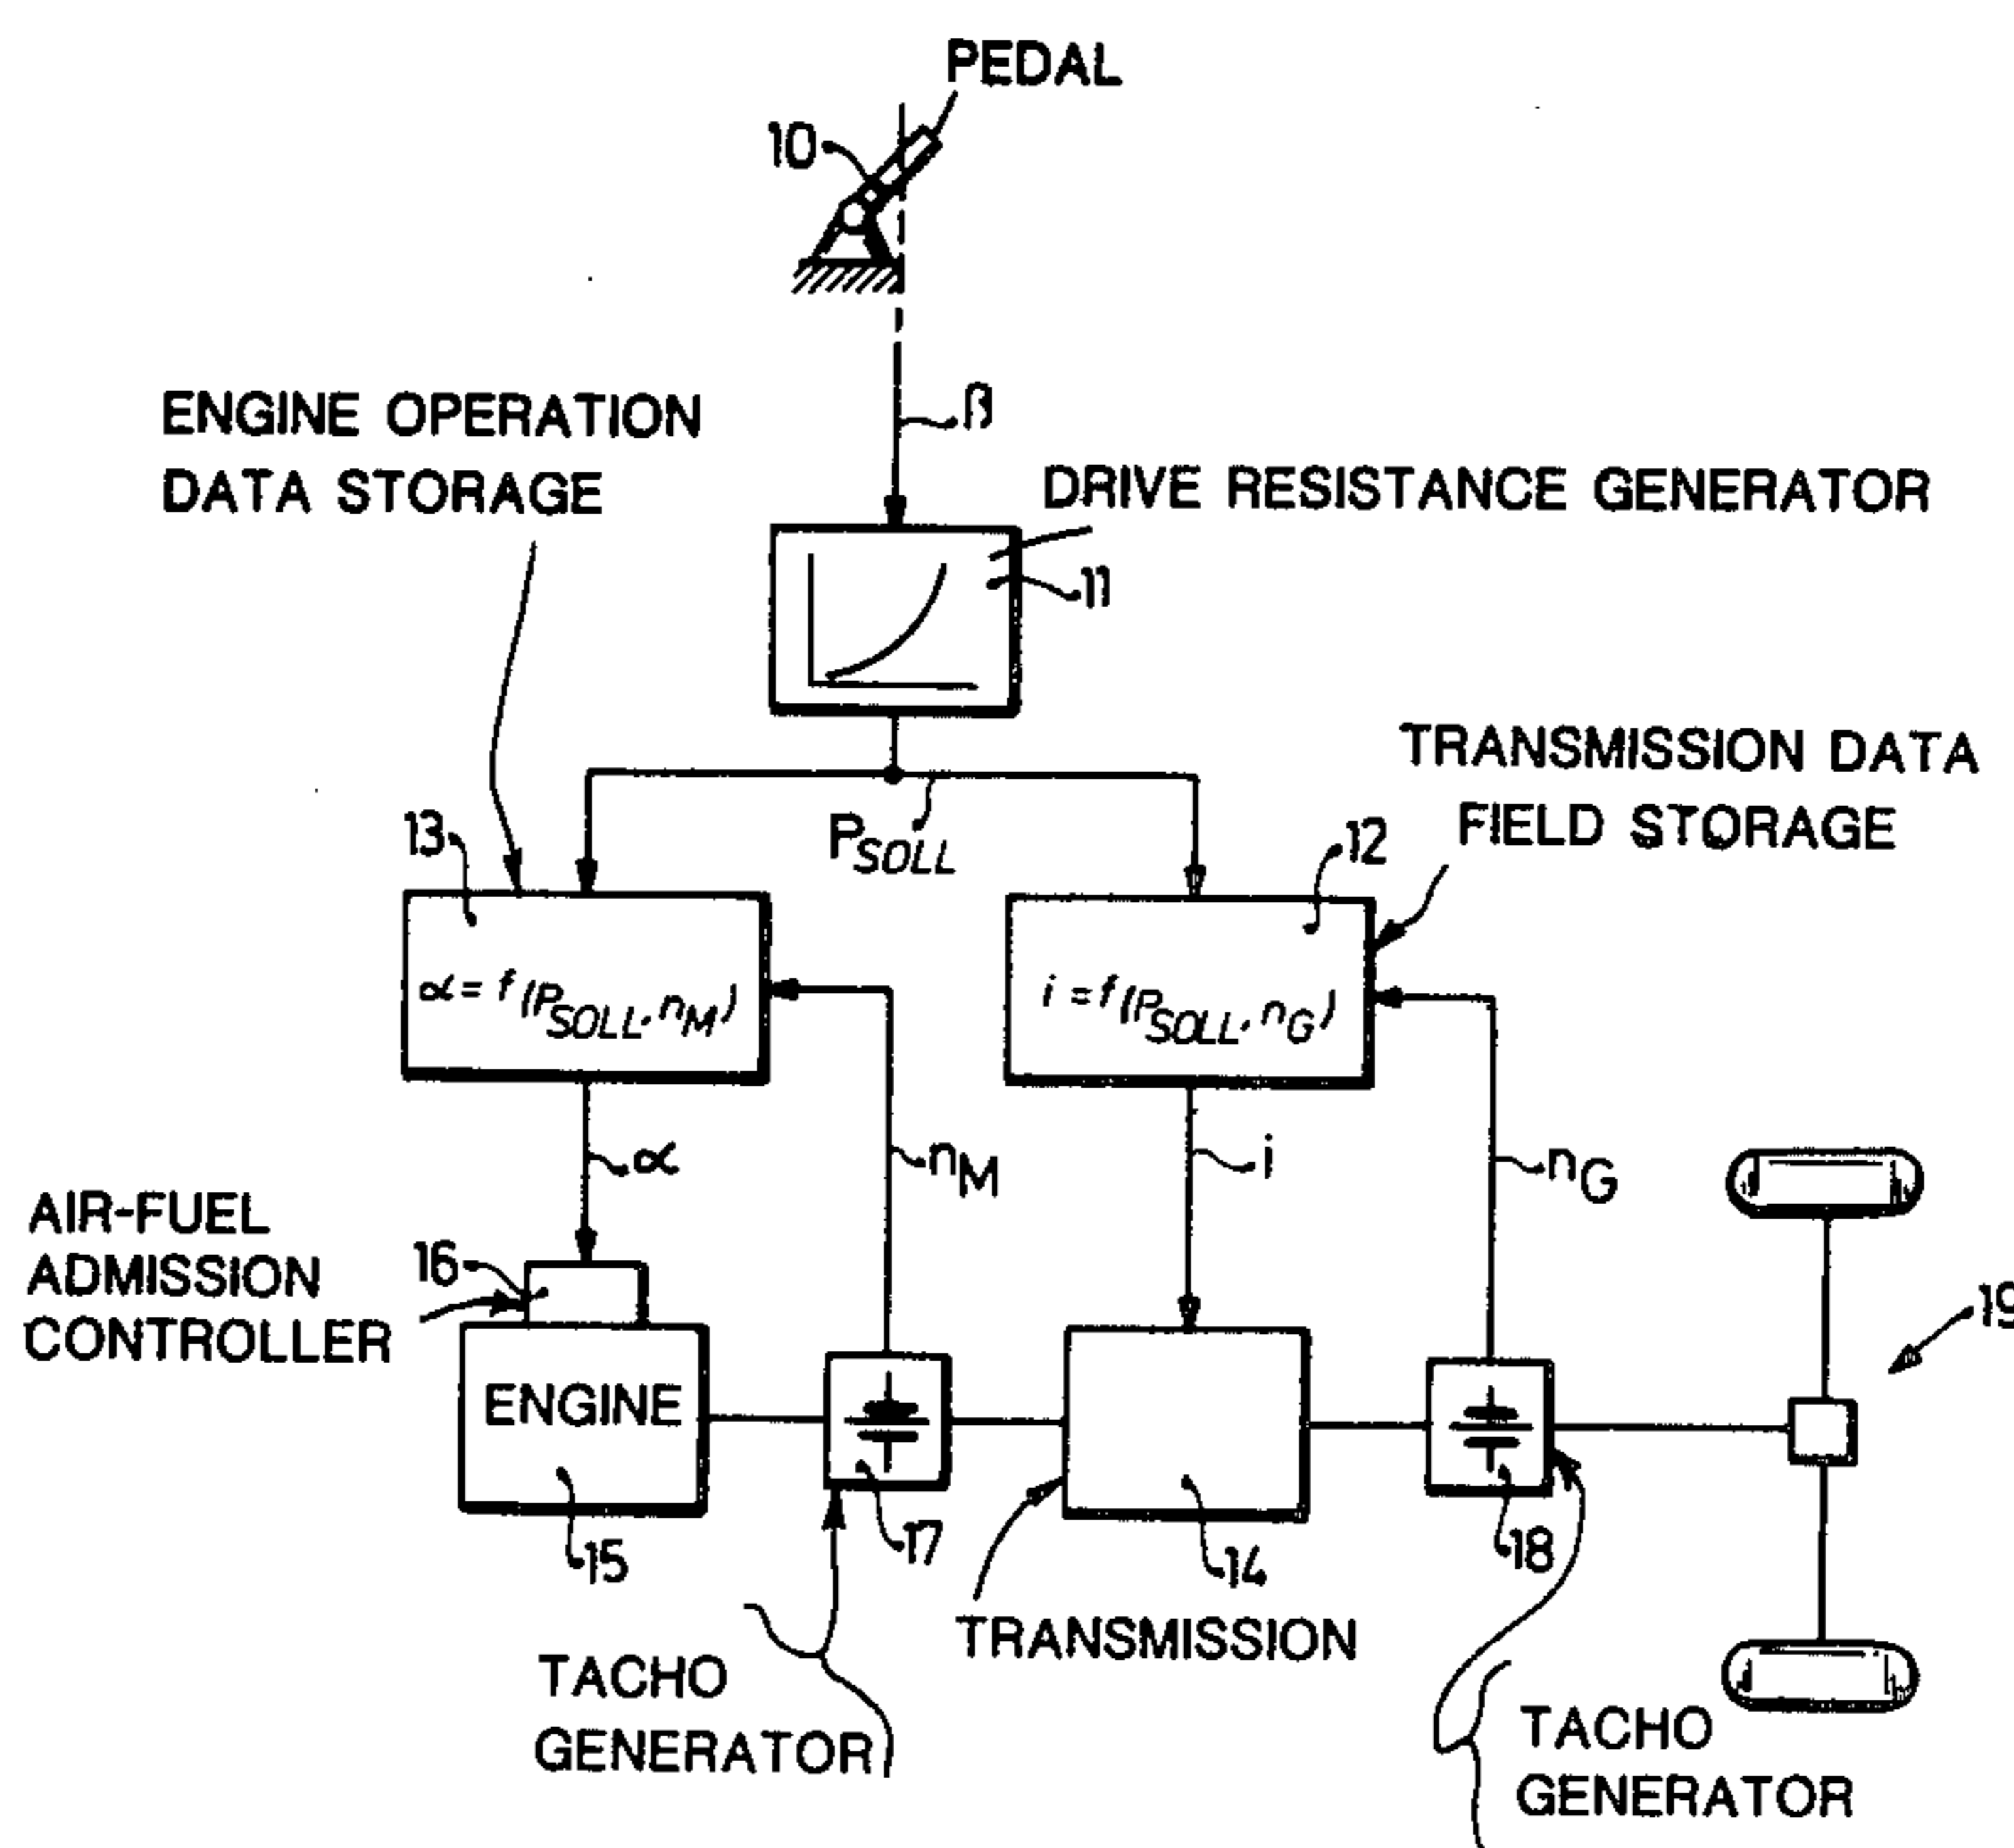 PEDAL
10
β
ENGINE OPERATION
DATA STORAGE
DRIVE RESISTANCE GENERATOR
11
TRANSMISSION DATA
FIELD STORAGE
P_SOLL
13
12
α = f(P_SOLL, n_M)
i = f(P_SOLL, n_G)
α
n_M
i
n_G
AIR-FUEL
ADMISSION
CONTROLLER
16
19
ENGINE
15
17
14
18
TRANSMISSION
TACHO
GENERATOR
TACHO
GENERATOR